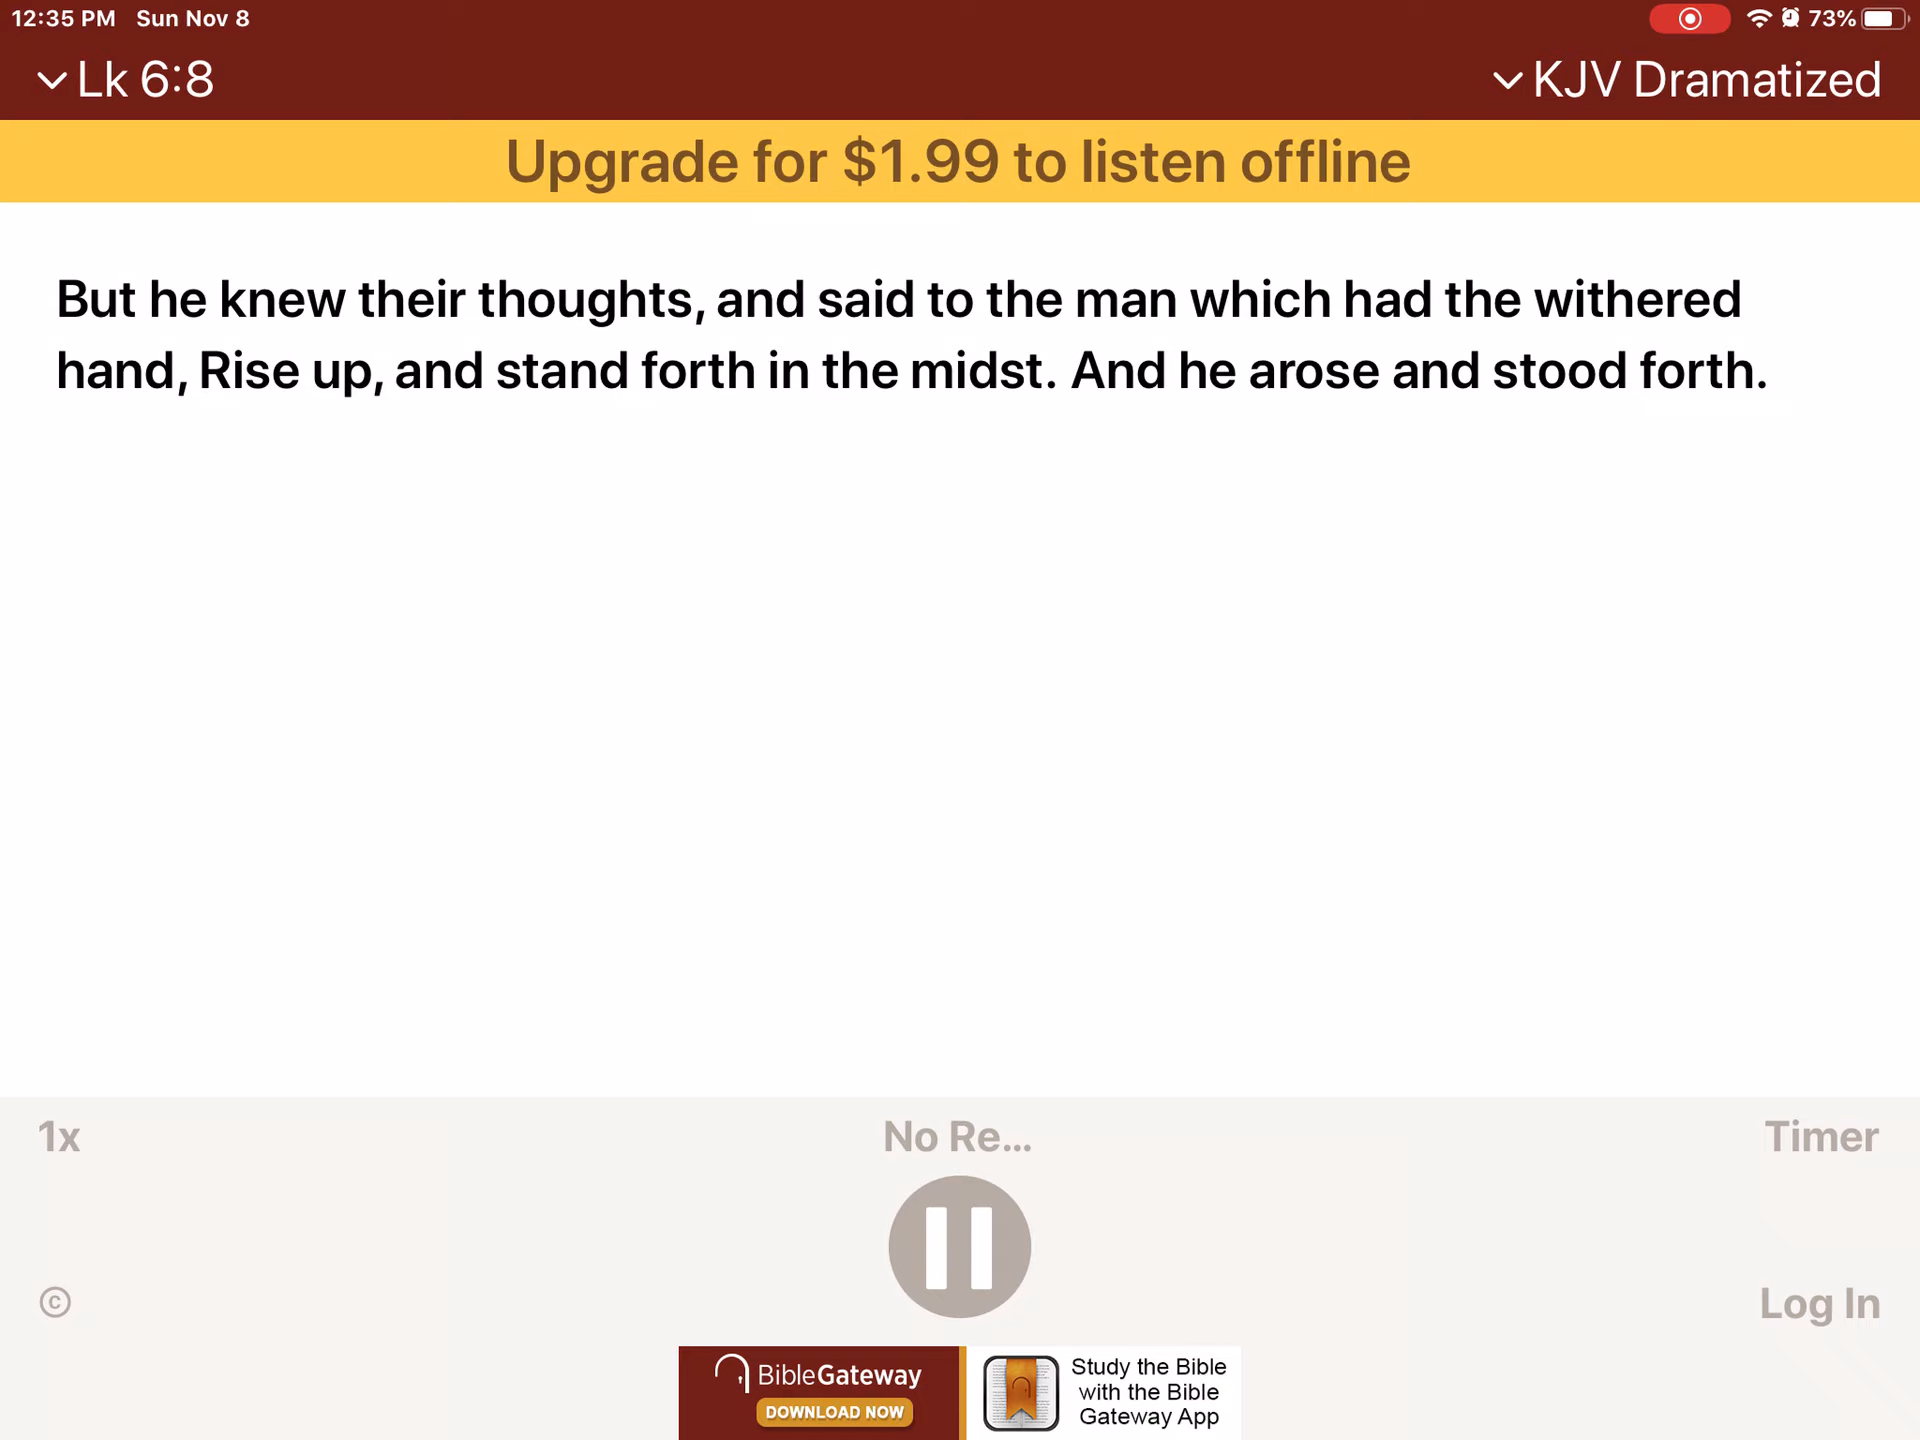 12:35 PM Sun Nov 8 73%
Lk 6:8 KJV Dramatized
Upgrade for $1.99 to listen offline
But he knew their thoughts, and said to the man which had the withered
hand, Rise up, and stand forth in the midst. And he arose and stood forth.
1x No Re... Timer
© Log In
BibleGateway
DOWNLOAD NOW
Study the Bible
with the Bible
Gateway App